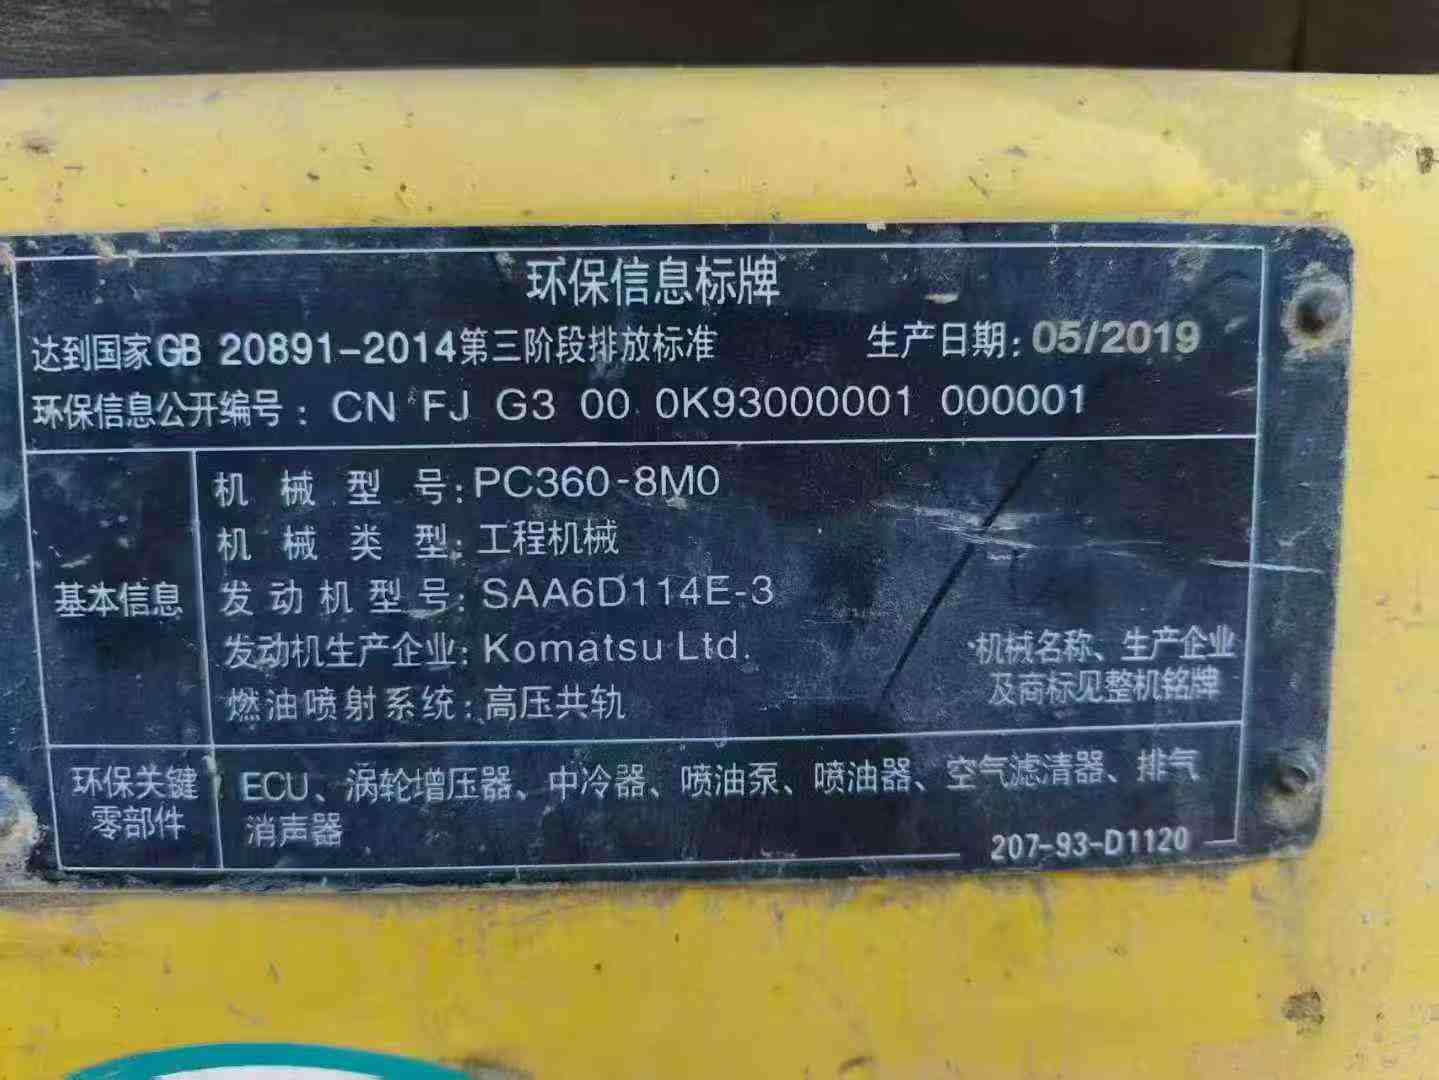 环保信息标牌
达到国家GB 20891-2014第三阶段排放标准 生产日期: 05/2019
环保信息公开编号: CN FJ G3 00 0K93000001 000001
基本信息
机械型号: PC360-8M0
机械类型: 工程机械
发动机型号: SAA6D114E-3
发动机生产企业: Komatsu Ltd.
燃油喷射系统: 高压共轨
机械名称、生产企业
及商标见整机铭牌
环保关键
零部件
ECU、涡轮增压器、中冷器、喷油泵、喷油器、空气滤清器、排气
消声器
207-93-D1120